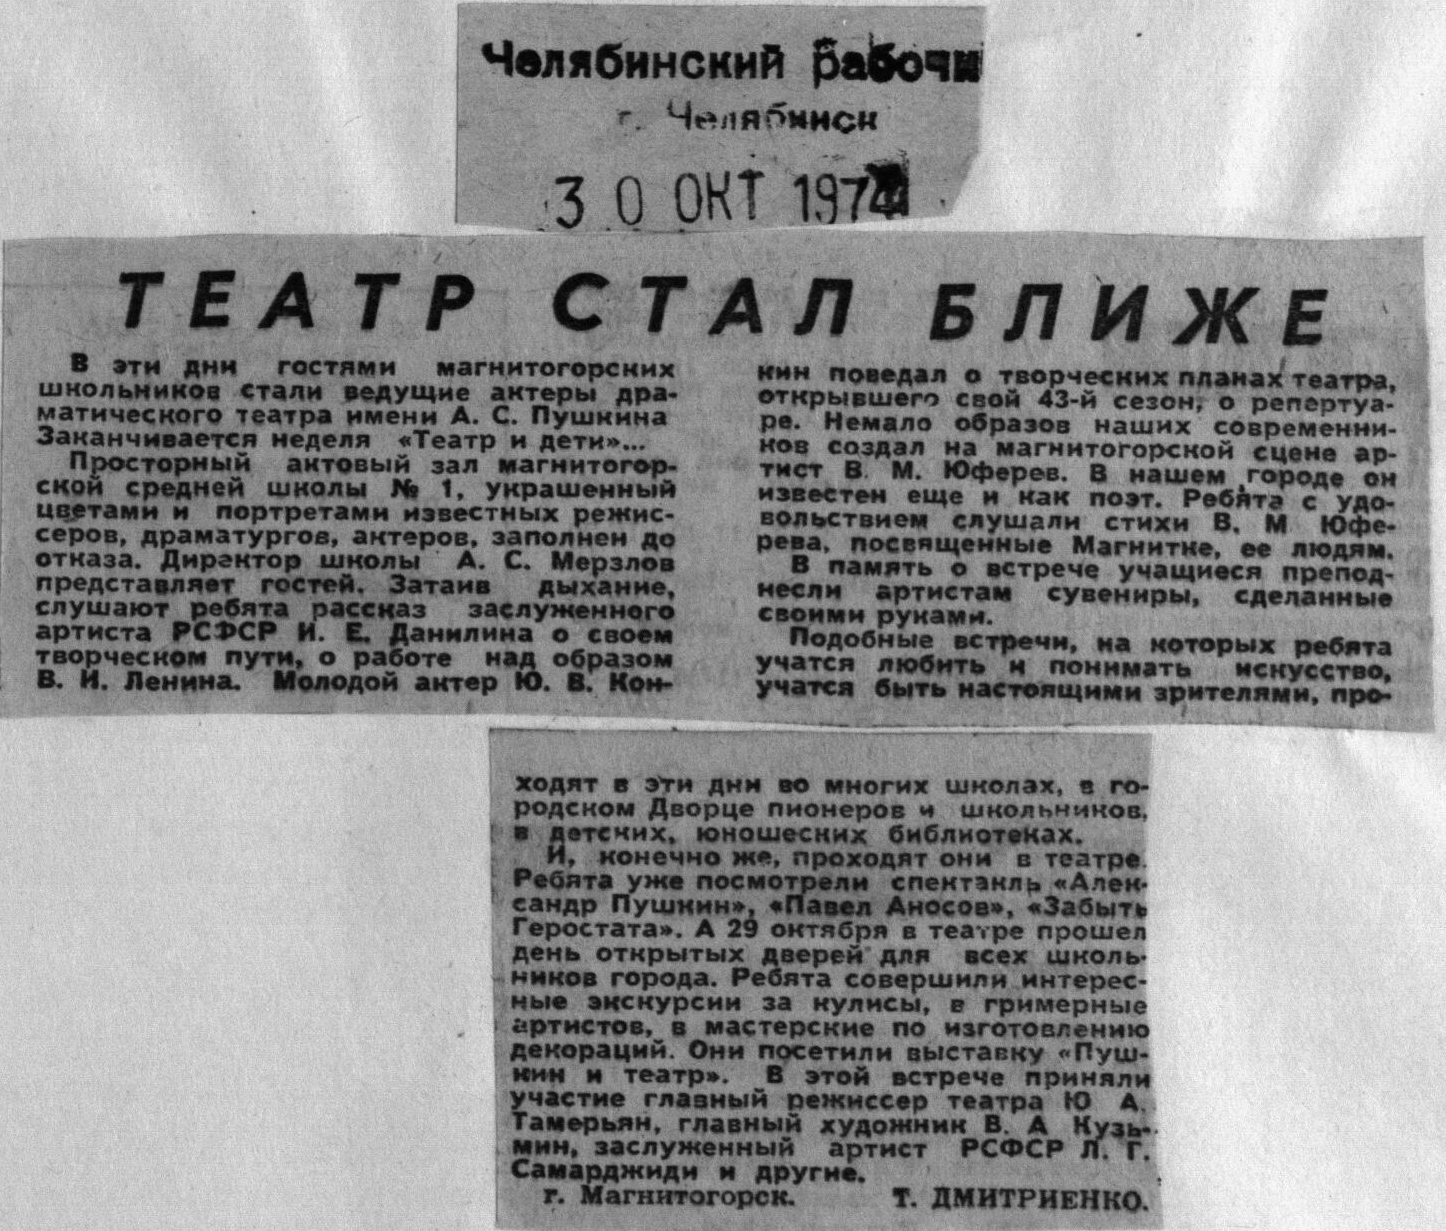 Челябинский рабочи
г. Челябинск
30 ОКТ 197
ТЕАТР СТАЛ БЛИЖЕ
В эти дни гостями магнитогорских
школьников стали ведущие актеры дра-
матического театра имени А. С. Пушкина
Заканчивается неделя «Театр и дети»...
Просторный актовый зал магнитогор-
ской средней школы № 1, украшенный
цветами и портретами известных режис-
серов, драматургов, актеров, заполнен до
отказа. Директор школы А. С. Мерзлов
представляет гостей. Затаив дыхание,
слушают ребята рассказ заслуженного
артиста РСФСР И. Е. Данилина о своем
творческом пути, о работе над образом
В. И. Ленина. Молодой актер Ю. В. Кон-
кин поведал о творческих планах театра,
открывшего свой 43-й сезон, о репертуа-
ре. Немало образов наших современни-
ков создал на магнитогорской сцене ар-
тист В. М. Юферев. В нашем городе он
известен еще и как поэт. Ребята с удо-
вольствием слушали стихи В. М Юфе-
рева, посвященные Магнитке, ее людям.
В память о встрече учащиеся препод-
несли артистам сувениры, сделанные
своими руками.
Подобные встречи, на которых ребята
учатся любить и понимать искусство,
учатся быть настоящими зрителями, про-
ходят в эти дни во многих школах, в го-
родском Дворце пионеров и школьников,
в детских, юношеских библиотеках.
И, конечно же, проходят они в театре.
Ребята уже посмотрели спектакль «Алек-
сандр Пушкин», «Павел Аносов», «Забыть
Геростата». А 29 октября в театре прошел
день открытых дверей для всех школь-
ников города. Ребята совершили интерес-
ные экскурсии за кулисы, в гримерные
артистов, в мастерские по изготовлению
декораций. Они посетили выставку «Пуш-
кин и театр». В этой встрече приняли
участие главный режиссер театра Ю А.
Тамерьян, главный художник В. А Кузь-
мин, заслуженный артист РСФСР Л. Г.
Самарджиди и другие.
г. Магнитогорск. Т. ДМИТРИЕНКО.